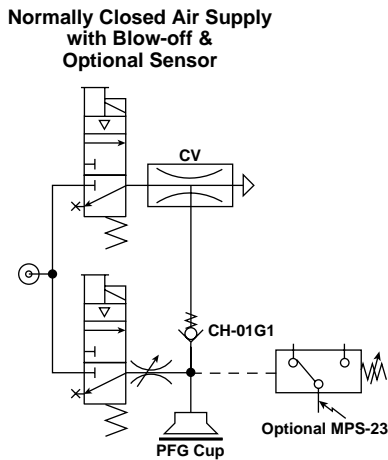 Normally Closed Air Supply
with Blow-off &
Optional Sensor
CV
CH-01G1
Optional MPS-23
PFG Cup